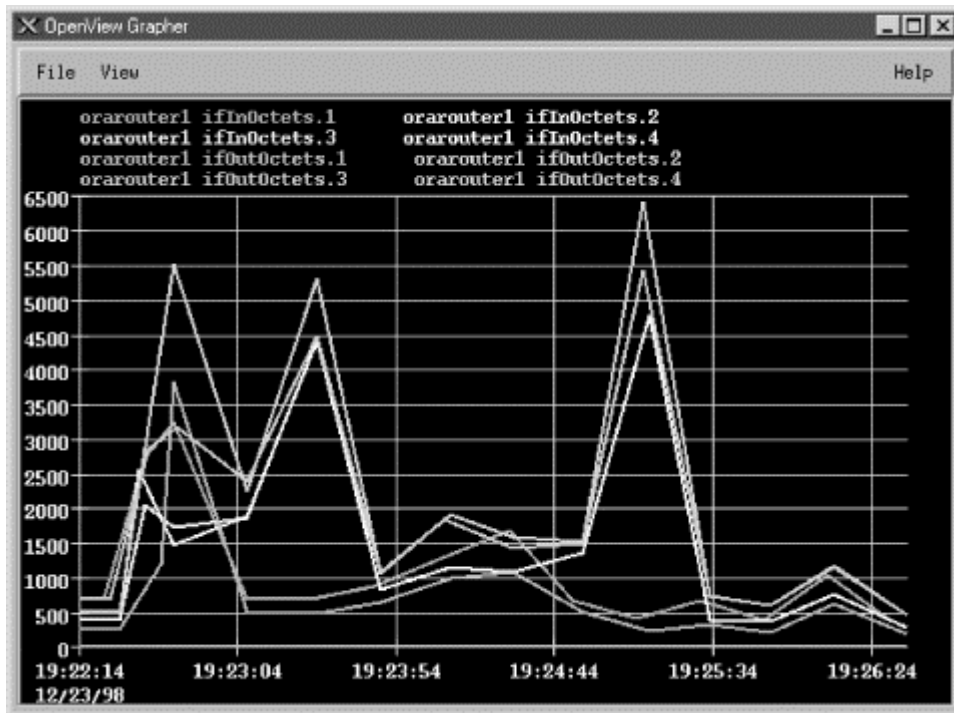 OpenView Grapher
File View Help
orarouter1 ifInOctets.1 orarouter1 ifInOctets.2
orarouter1 ifInOctets.3 orarouter1 ifInOctets.4
orarouter1 ifOutOctets.1 orarouter1 ifOutOctets.2
orarouter1 ifOutOctets.3 orarouter1 ifOutOctets.4
6500
6000
5500
5000
4500
4000
3500
3000
2500
2000
1500
1000
500
0
19:22:14 19:23:04 19:23:54 19:24:44 19:25:34 19:26:24
12/23/98